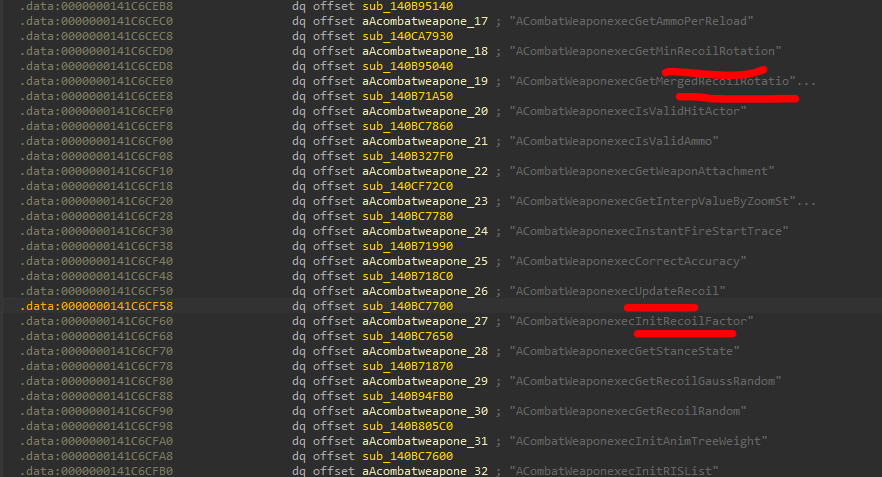 .data:0000000141C6CEB8 dq offset sub_140B95140
.data:0000000141C6CEC0 dq offset aAcombatweapone_17 ; "ACombatWeaponexecGetAmmoPerReload"
.data:0000000141C6CEC8 dq offset sub_140CA7930
.data:0000000141C6CED0 dq offset aAcombatweapone_18 ; "ACombatWeaponexecGetMinRecoilRotation"
.data:0000000141C6CED8 dq offset sub_140B95040
.data:0000000141C6CEE0 dq offset aAcombatweapone_19 ; "ACombatWeaponexecGetMergedRecoilRotatio"...
.data:0000000141C6CEE8 dq offset sub_140B71A50
.data:0000000141C6CEF0 dq offset aAcombatweapone_20 ; "ACombatWeaponexecIsValidHitActor"
.data:0000000141C6CEF8 dq offset sub_140BC7860
.data:0000000141C6CF00 dq offset aAcombatweapone_21 ; "ACombatWeaponexecIsValidAmmo"
.data:0000000141C6CF08 dq offset sub_140B327F0
.data:0000000141C6CF10 dq offset aAcombatweapone_22 ; "ACombatWeaponexecGetWeaponAttachment"
.data:0000000141C6CF18 dq offset sub_140CF72C0
.data:0000000141C6CF20 dq offset aAcombatweapone_23 ; "ACombatWeaponexecGetInterpValueByZoomSt"...
.data:0000000141C6CF28 dq offset sub_140BC7780
.data:0000000141C6CF30 dq offset aAcombatweapone_24 ; "ACombatWeaponexecInstantFireStartTrace"
.data:0000000141C6CF38 dq offset sub_140B71990
.data:0000000141C6CF40 dq offset aAcombatweapone_25 ; "ACombatWeaponexecCorrectAccuracy"
.data:0000000141C6CF48 dq offset sub_140B718C0
.data:0000000141C6CF50 dq offset aAcombatweapone_26 ; "ACombatWeaponexecUpdateRecoil"
.data:0000000141C6CF58 dq offset sub_140BC7700
.data:0000000141C6CF60 dq offset aAcombatweapone_27 ; "ACombatWeaponexecInitRecoilFactor"
.data:0000000141C6CF68 dq offset sub_140BC7650
.data:0000000141C6CF70 dq offset aAcombatweapone_28 ; "ACombatWeaponexecGetStanceState"
.data:0000000141C6CF78 dq offset sub_140B71870
.data:0000000141C6CF80 dq offset aAcombatweapone_29 ; "ACombatWeaponexecGetRecoilGaussRandom"
.data:0000000141C6CF88 dq offset sub_140B94FB0
.data:0000000141C6CF90 dq offset aAcombatweapone_30 ; "ACombatWeaponexecGetRecoilRandom"
.data:0000000141C6CF98 dq offset sub_140B805C0
.data:0000000141C6CFA0 dq offset aAcombatweapone_31 ; "ACombatWeaponexecInitAnimTreeWeight"
.data:0000000141C6CFA8 dq offset sub_140BC7600
.data:0000000141C6CFB0 dq offset aAcombatweapone_32 ; "ACombatWeaponexecInitRISList"